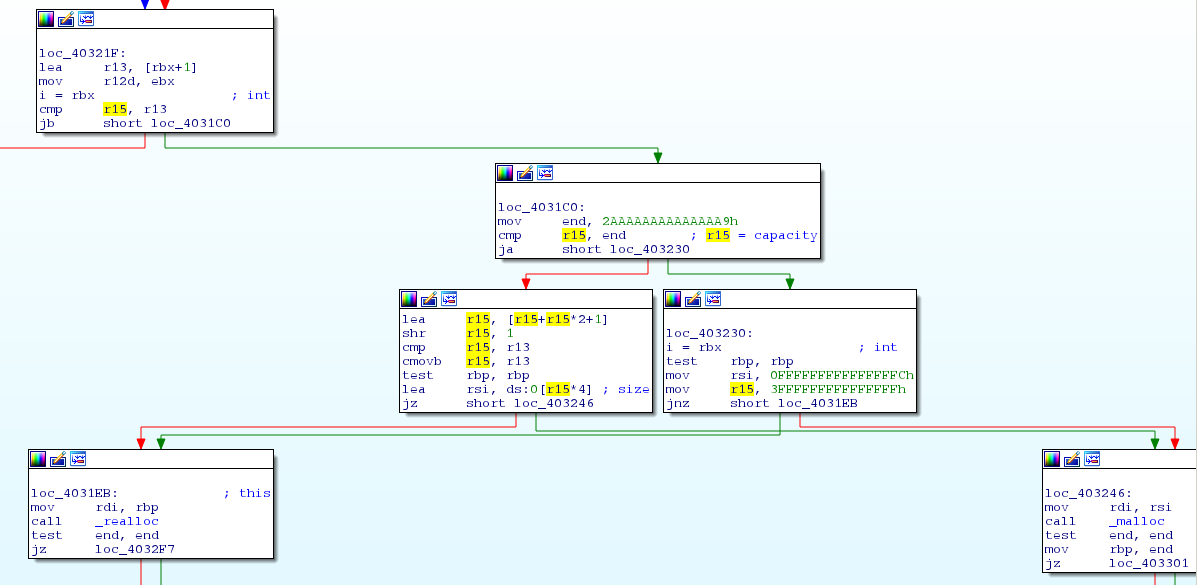 loc_40321F:
lea r13, [rbx+1]
mov r12d, ebx
i = rbx ; int
cmp r15, r13
jb short loc_4031C0
loc_4031C0:
mov end, 2AAAAAAAAAAAAAA9h
cmp r15, end ; r15 = capacity
ja short loc_403230
lea r15, [r15+r15*2+1]
shr r15, 1
cmp r15, r13
cmovb r15, r13
test rbp, rbp
lea rsi, ds:0[r15*4] ; size
jz short loc_403246
loc_403230:
i = rbx ; int
test rbp, rbp
mov rsi, 0FFFFFFFFFFFFFFFCh
mov r15, 3FFFFFFFFFFFFFFFh
jnz short loc_4031EB
loc_4031EB: ; this
mov rdi, rbp
call _realloc
test end, end
jz loc_4032F7
loc_403246:
mov rdi, rsi
call _malloc
test end, end
mov rbp, end
jz loc_403301